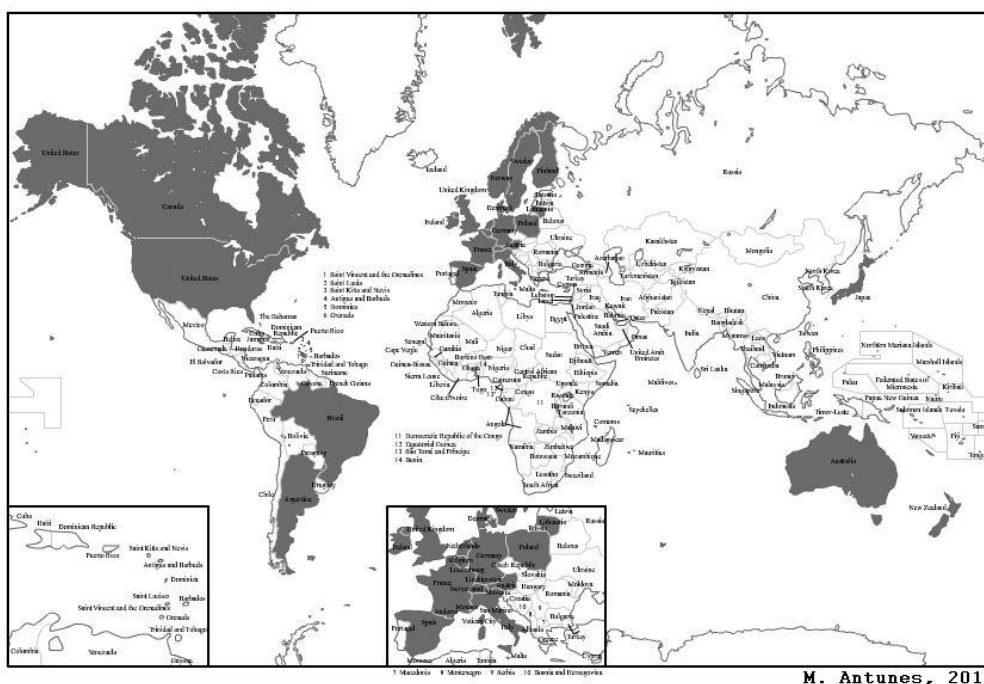 United States
Canada
United States
Mexico
Iceland
United Kingdom
Ireland
Norway
Sweden
Finland
Denmark
Estonia
Latvia
Lithuania
Belarus
Poland
Germany
France
Austria
Ukraine
Romania
Bulgaria
Portugal
Spain
Italy
Greece
Turkey
Malta
Georgia
Armenia
Azerbaijan
Russia
Kazakhstan
Mongolia
Uzbekistan
Turkmenistan
Kyrgyzstan
Tajikistan
North Korea
South Korea
Japan
China
1 Saint Vincent and the Grenadines
2 Saint Lucia
3 Saint Kitts and Nevis
4 Antigua and Barbuda
5 Dominica
6 Grenada
The Bahamas
Dominican
Republic
Puerto Rico
Cuba
Jamaica
Haiti
Belize
Guatemala
Honduras
El Salvador
Nicaragua
Costa Rica
Panama
Barbados
Trinidad and Tobago
Venezuela
Suriname
Guyana
French Guiana
Colombia
Ecuador
Peru
Brazil
Bolivia
Paraguay
Uruguay
Chile
Argentina
Morocco
Algeria
Tunisia
Libya
Egypt
Western Sahara
Mauritania
Senegal
Cape Verde
Gambia
Guinea-Bissau
Guinea
Sierra Leone
Liberia
Côte d'Ivoire
Mali
Burkina Faso
Ghana
Togo
Niger
Nigeria
Chad
Sudan
Cameroon
Central African
Republic
Gabon
Congo
Djibouti
Ethiopia
Somalia
Uganda
Kenya
Rwanda
Burundi
Tanzania
11
Angola
Zambia
Malawi
Namibia
Zimbabwe
Botswana
Mozambique
Lesotho
Swaziland
South Africa
Comoros
Madagascar
Mauritius
Seychelles
Maldives
11 Democratic Republic of the Congo
12 Equatorial Guinea
13 São Tomé and Príncipe
14 Benin
Cyprus
Syria
Lebanon
Israel
Jordan
Palestine
Iraq
Iran
Kuwait
Bahrain
Qatar
Saudi
Arabia
Oman
Yemen
United Arab
Emirates
Afghanistan
Pakistan
India
Nepal
Bhutan
Bangladesh
Sri Lanka
Myanmar
Laos
Thailand
Vietnam
Cambodia
Taiwan
Philippines
Brunei
Malaysia
Singapore
Indonesia
Timor-Leste
Northern Mariana Islands
Marshall Islands
Palau
Federated State of
Micronesia
Kiribati
Papua New Guinea
Nauru
Solomon Islands
Tuvalu
Vanuatu
Fiji
Australia
New Zealand
Cuba
Haiti
Dominican Republic
Puerto Rico
Saint Kitts and Nevis
Antigua and Barbuda
Dominica
Saint Lucia
Barbados
Saint Vincent and the Grenadines
Grenada
Trinidad and Tobago
Colombia
Venezuela
Guyana
Sweden
Denmark
Latvia
Russia
Lithuania
Russia
United Kingdom
Ireland
Netherlands
Belgium
Germany
Poland
Belarus
Luxembourg
Czech Republic
Slovakia
Ukraine
France
Liechtenstein
Switzerland
Austria
Slovenia
Hungary
Moldova
Romania
Croatia
10
Monaco
San Marino
Andorra
Vatican City
Italy
Bulgaria
Albania
Greece
Turkey
Portugal
Spain
Morocco
Algeria
Tunisia
Malta
Cyprus
7 Macedonia 8 Montenegro 9 Serbia 10 Bosnia and Herzegovina
M. Antunes, 201